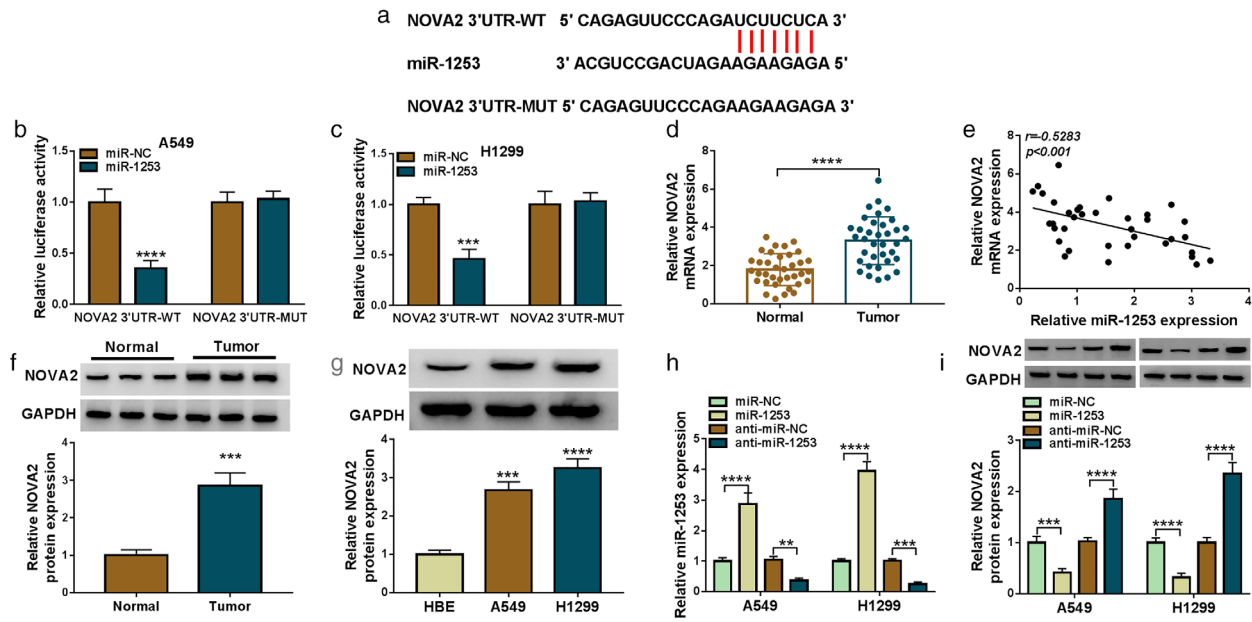 a
NOVA2 3'UTR-WT 5' CAGAGUUCCCAGAUCUUCUCA 3'
miR-1253 3' ACGUCCGACUAGAAGAAGAGA 5'
NOVA2 3'UTR-MUT 5' CAGAGUUCCCAGAAGAAGAGA 3'
b
A549
miR-NC
miR-1253
Relative luciferase activity
1.5
1.0
0.5
0.0
****
NOVA2 3'UTR-WT NOVA2 3'UTR-MUT
c
H1299
miR-NC
miR-1253
Relative luciferase activity
1.5
1.0
0.5
0.0
***
NOVA2 3'UTR-WT NOVA2 3'UTR-MUT
d
Relative NOVA2
mRNA expression
8
6
4
2
0
****
Normal Tumor
e
r=-0.5283
p<0.001
Relative NOVA2
mRNA expression
8
6
4
2
0
0 1 2 3 4
Relative miR-1253 expression
f
Normal Tumor
NOVA2
GAPDH
Relative NOVA2
protein expression
4
3
2
1
0
***
Normal Tumor
g
NOVA2
GAPDH
Relative NOVA2
protein expression
4
3
2
1
0
*** ****
HBE A549 H1299
h
miR-NC
miR-1253
anti-miR-NC
anti-miR-1253
Relative miR-1253 expression
5
4
3
2
1
0
**** ** **** ***
A549 H1299
i
NOVA2
GAPDH
miR-NC
miR-1253
anti-miR-NC
anti-miR-1253
Relative NOVA2
protein expression
3
2
1
0
*** **** **** ****
A549 H1299